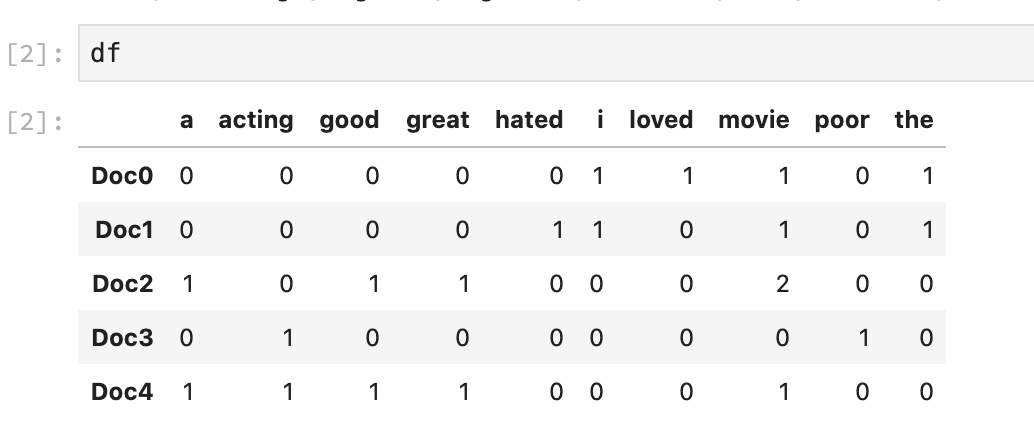 [2]: df
[2]: a acting good great hated i loved movie poor the
Doc0 0 0 0 0 0 1 1 1 0 1
Doc1 0 0 0 0 1 1 0 1 0 1
Doc2 1 0 1 1 0 0 0 2 0 0
Doc3 0 1 0 0 0 0 0 0 1 0
Doc4 1 1 1 1 0 0 0 1 0 0